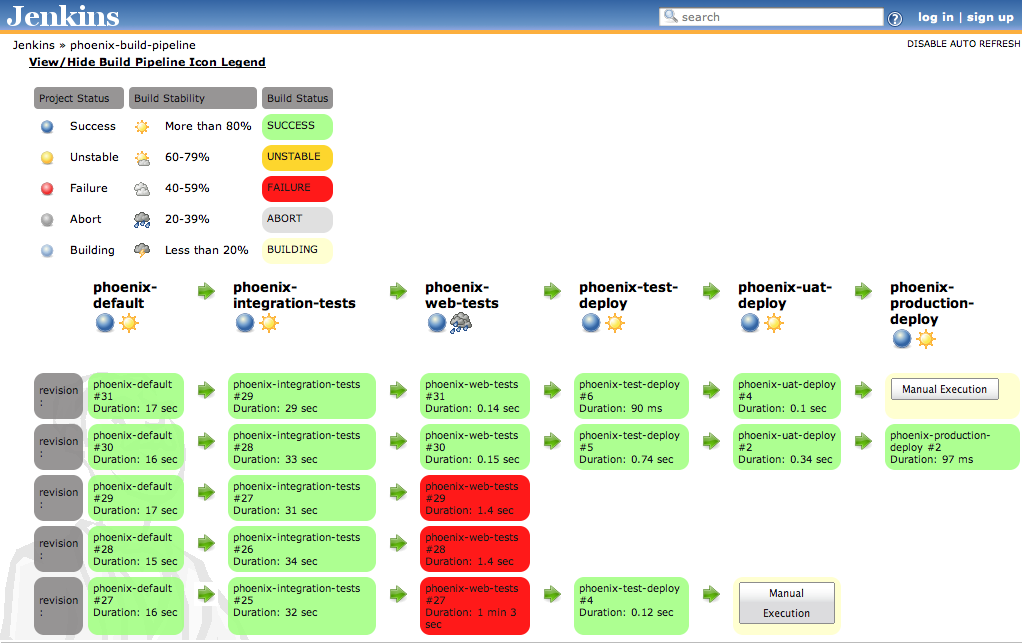 Jenkins
search
log in | sign up
Jenkins » phoenix-build-pipeline
DISABLE AUTO REFRESH
View/Hide Build Pipeline Icon Legend
Project Status Build Stability Build Status
Success More than 80% SUCCESS
Unstable 60-79% UNSTABLE
Failure 40-59% FAILURE
Abort 20-39% ABORT
Building Less than 20% BUILDING
phoenix-
default
phoenix-
integration-tests
phoenix-
web-tests
phoenix-test-
deploy
phoenix-uat-
deploy
phoenix-
production-
deploy
revision
:
phoenix-default
#31
Duration: 17 sec
phoenix-integration-tests
#29
Duration: 29 sec
phoenix-web-tests
#31
Duration: 0.14 sec
phoenix-test-deploy
#6
Duration: 90 ms
phoenix-uat-deploy
#4
Duration: 0.1 sec
Manual Execution
revision
:
phoenix-default
#30
Duration: 16 sec
phoenix-integration-tests
#28
Duration: 33 sec
phoenix-web-tests
#30
Duration: 0.15 sec
phoenix-test-deploy
#5
Duration: 0.74 sec
phoenix-uat-deploy
#2
Duration: 0.34 sec
phoenix-production-
deploy #2
Duration: 97 ms
revision
:
phoenix-default
#29
Duration: 17 sec
phoenix-integration-tests
#27
Duration: 31 sec
phoenix-web-tests
#29
Duration: 1.4 sec
revision
:
phoenix-default
#28
Duration: 15 sec
phoenix-integration-tests
#26
Duration: 34 sec
phoenix-web-tests
#28
Duration: 1.4 sec
revision
:
phoenix-default
#27
Duration: 16 sec
phoenix-integration-tests
#25
Duration: 32 sec
phoenix-web-tests
#27
Duration: 1 min 3
sec
phoenix-test-deploy
#4
Duration: 0.12 sec
Manual
Execution